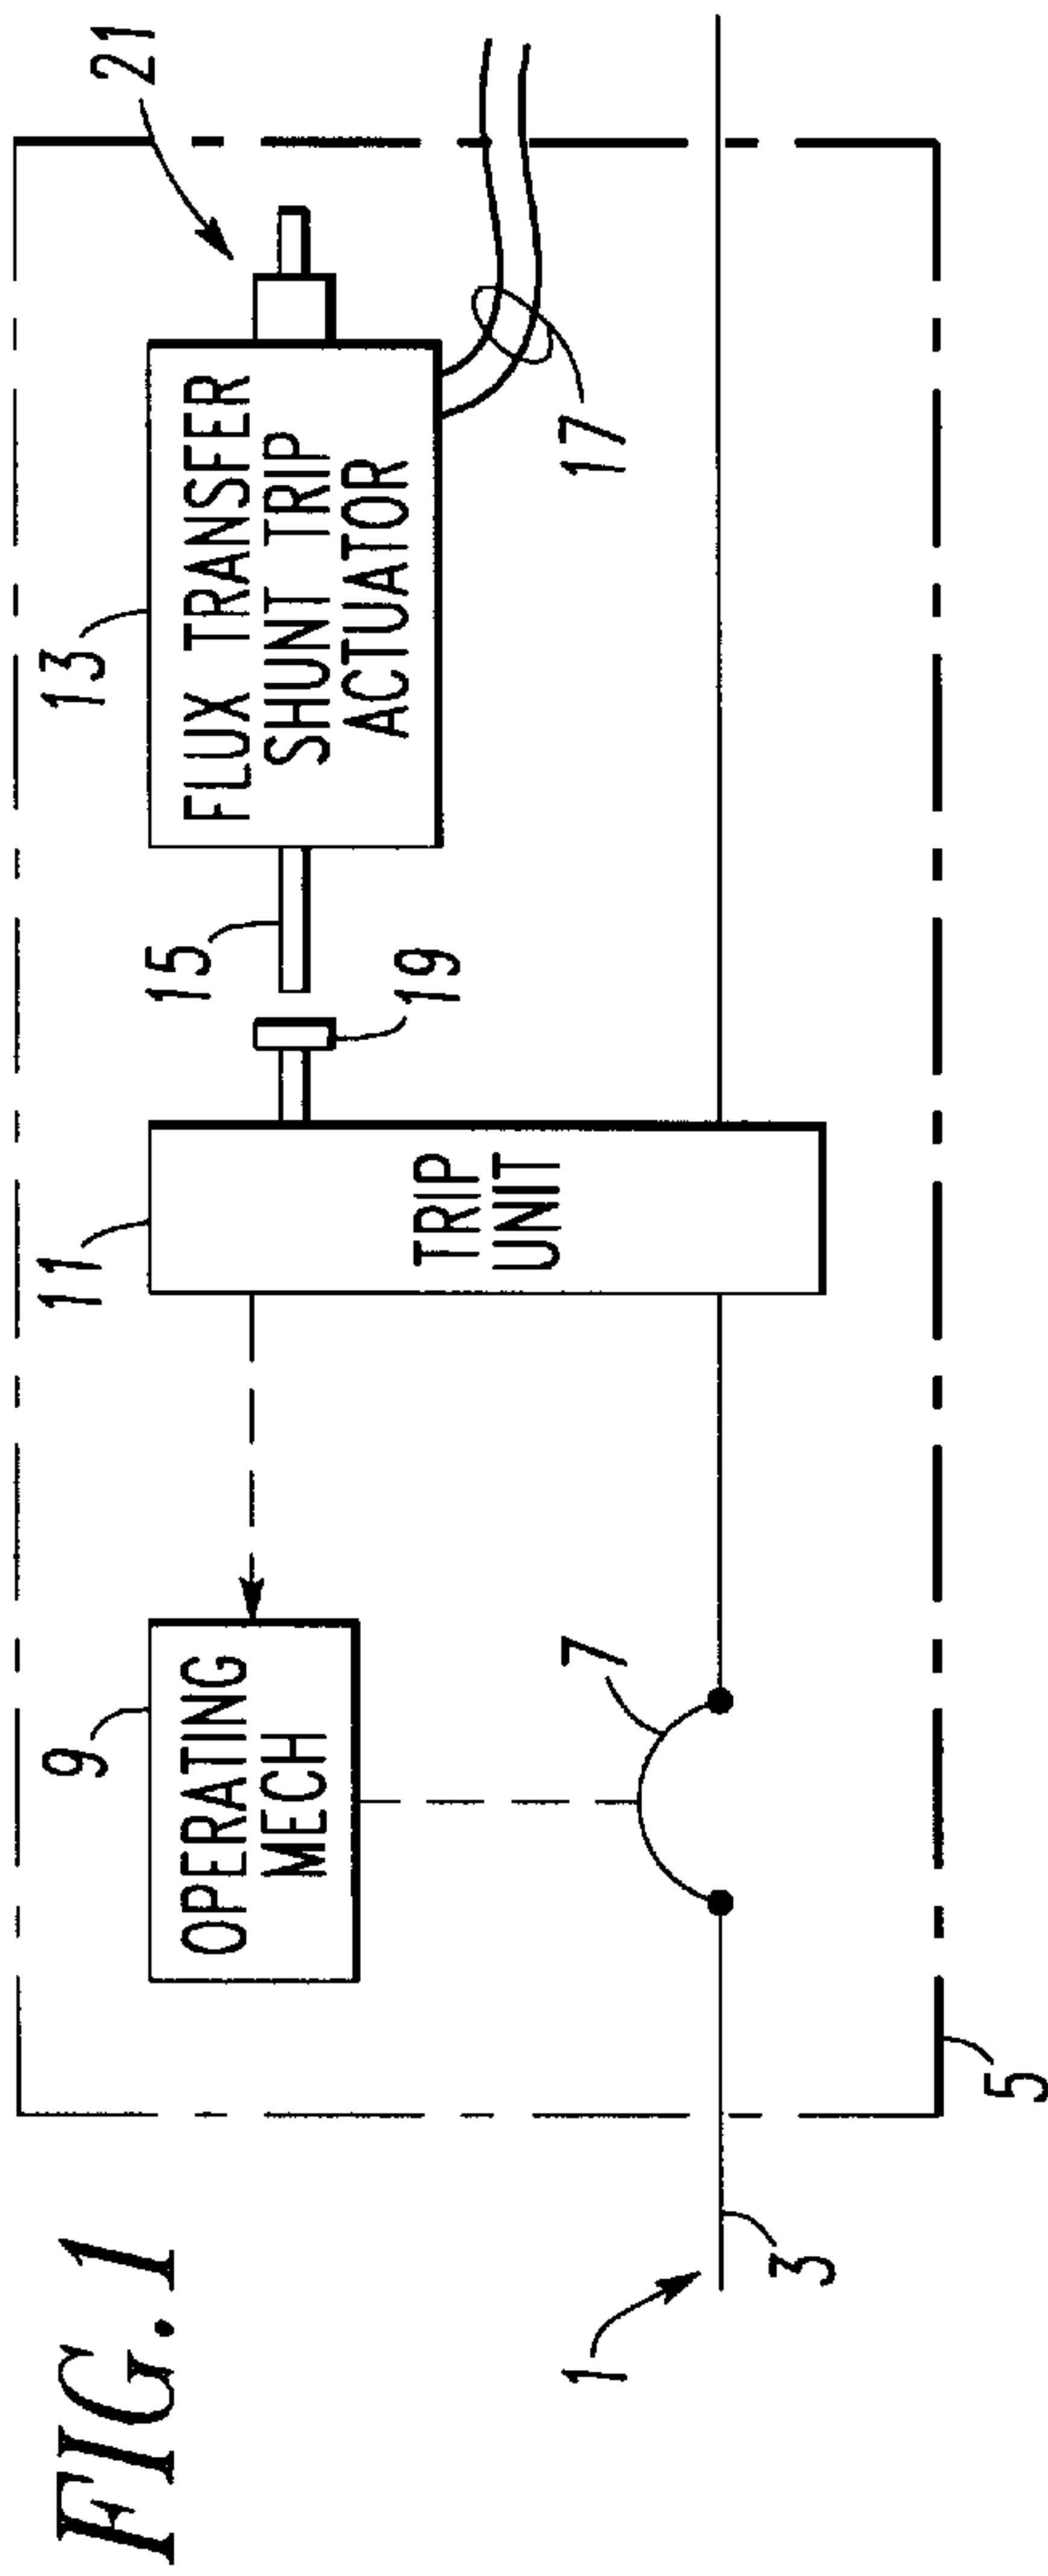 FIG. 1
21
13
FLUX TRANSFER
SHUNT TRIP
ACTUATOR
15
19
17
11
TRIP
UNIT
9
OPERATING
MECH
7
5
3
1